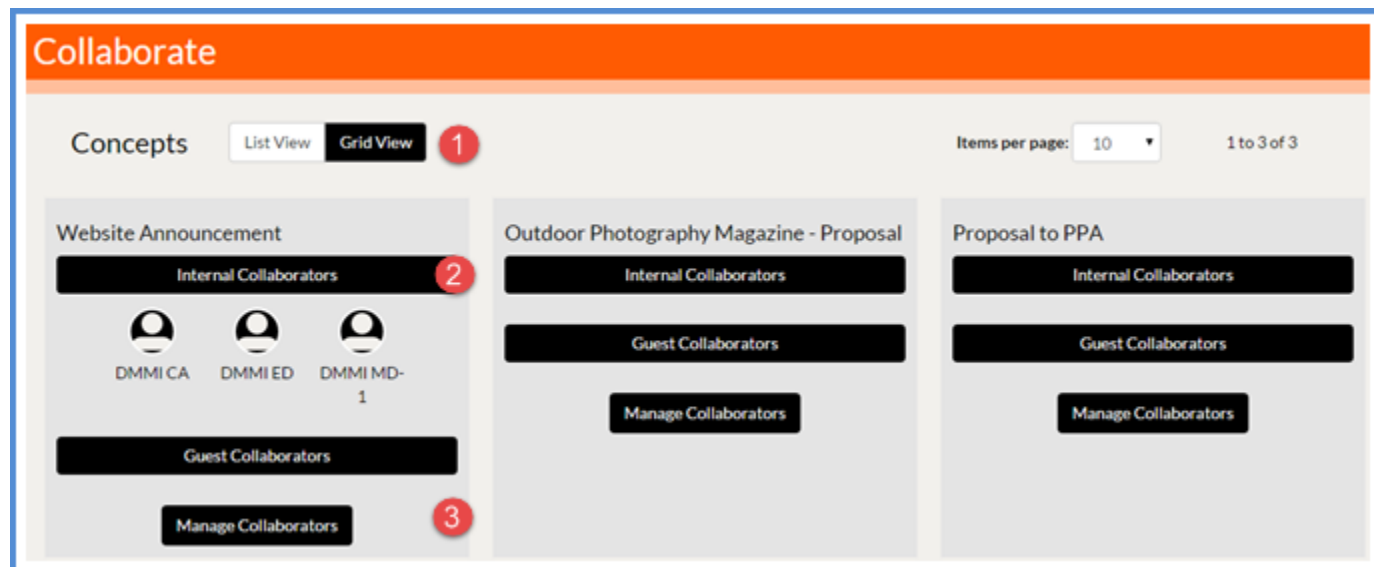 Collaborate
Concepts
List View
Grid View
1
Items per page:
10
1 to 3 of 3
Website Announcement
Internal Collaborators
2
DMMI CA
DMMI ED
DMMI MD-
1
Guest Collaborators
Manage Collaborators
3
Outdoor Photography Magazine - Proposal
Internal Collaborators
Guest Collaborators
Manage Collaborators
Proposal to PPA
Internal Collaborators
Guest Collaborators
Manage Collaborators